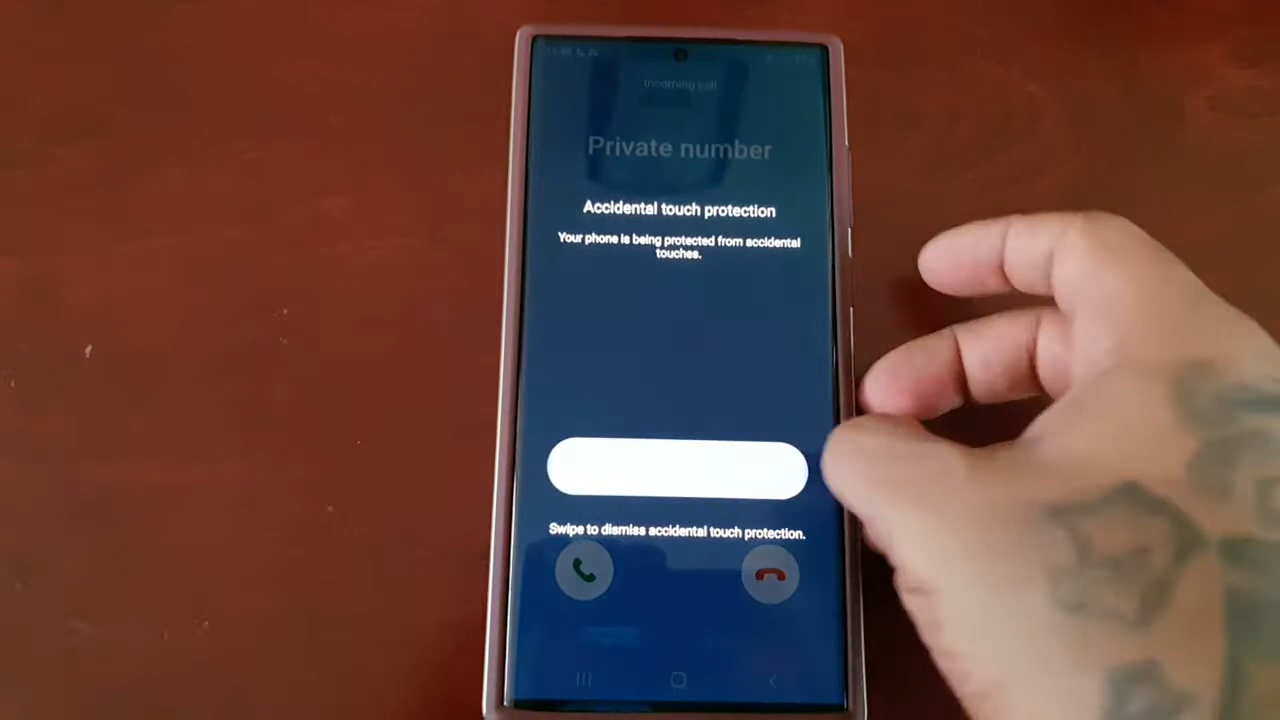 Incoming call
Private number
Accidental touch protection
Your phone is being protected from accidental
touches.
Swipe to dismiss accidental touch protection.